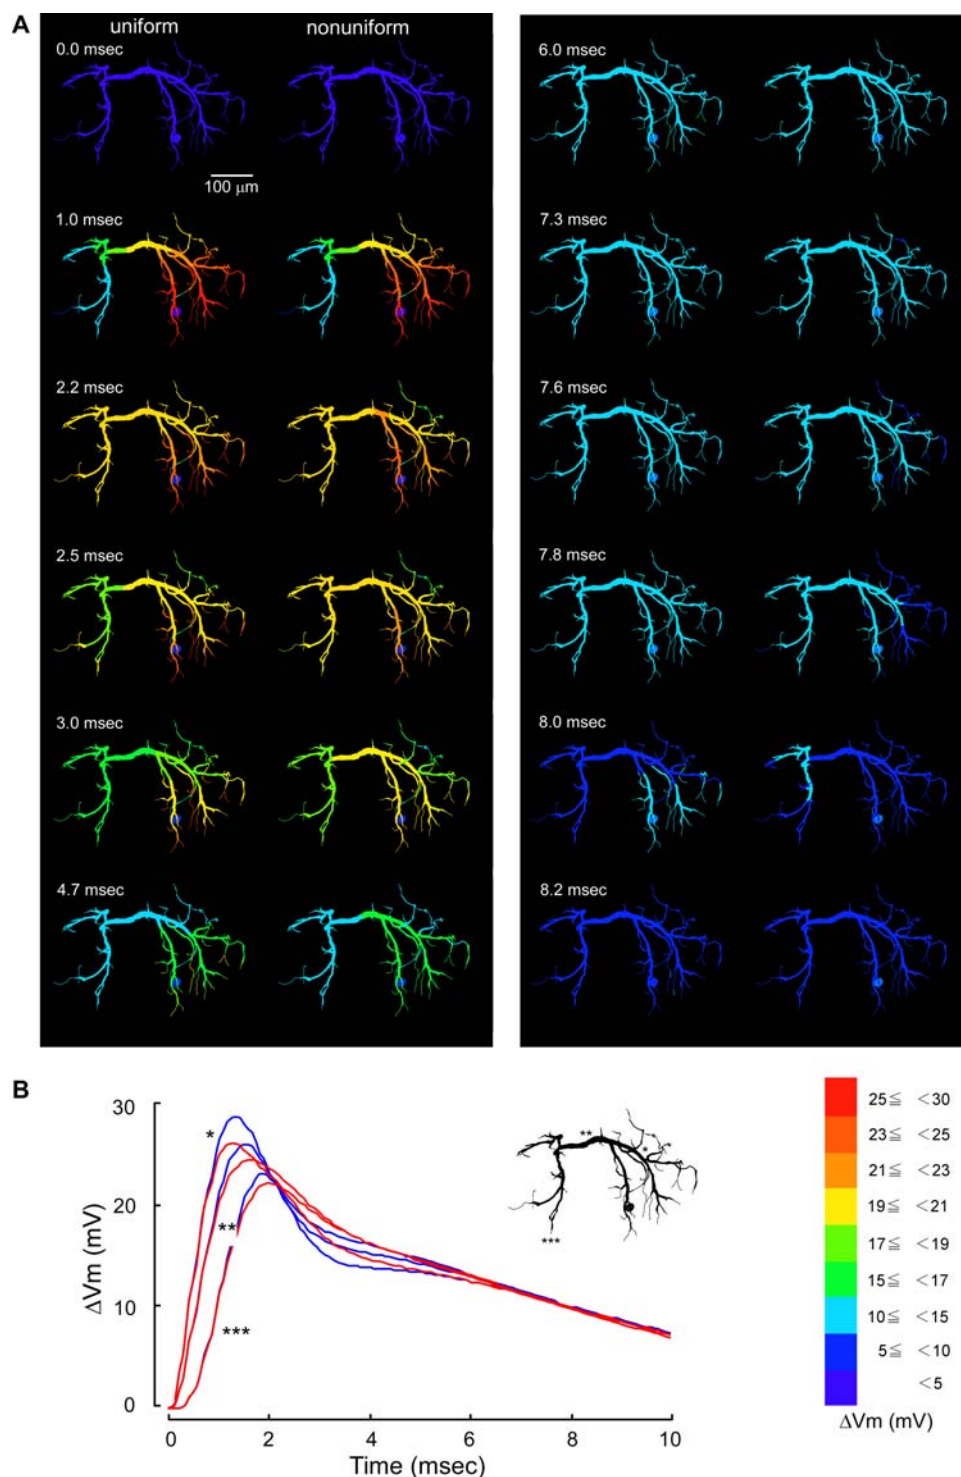 A
uniform nonuniform
0.0 msec
100 μm
1.0 msec
2.2 msec
2.5 msec
3.0 msec
4.7 msec
6.0 msec
7.3 msec
7.6 msec
7.8 msec
8.0 msec
8.2 msec
B
30
20
10
0
ΔVm (mV)
*
**
***
0 2 4 6 8 10
Time (msec)
**
*
***
25≦ <30
23≦ <25
21≦ <23
19≦ <21
17≦ <19
15≦ <17
10≦ <15
5≦ <10
<5
ΔVm (mV)